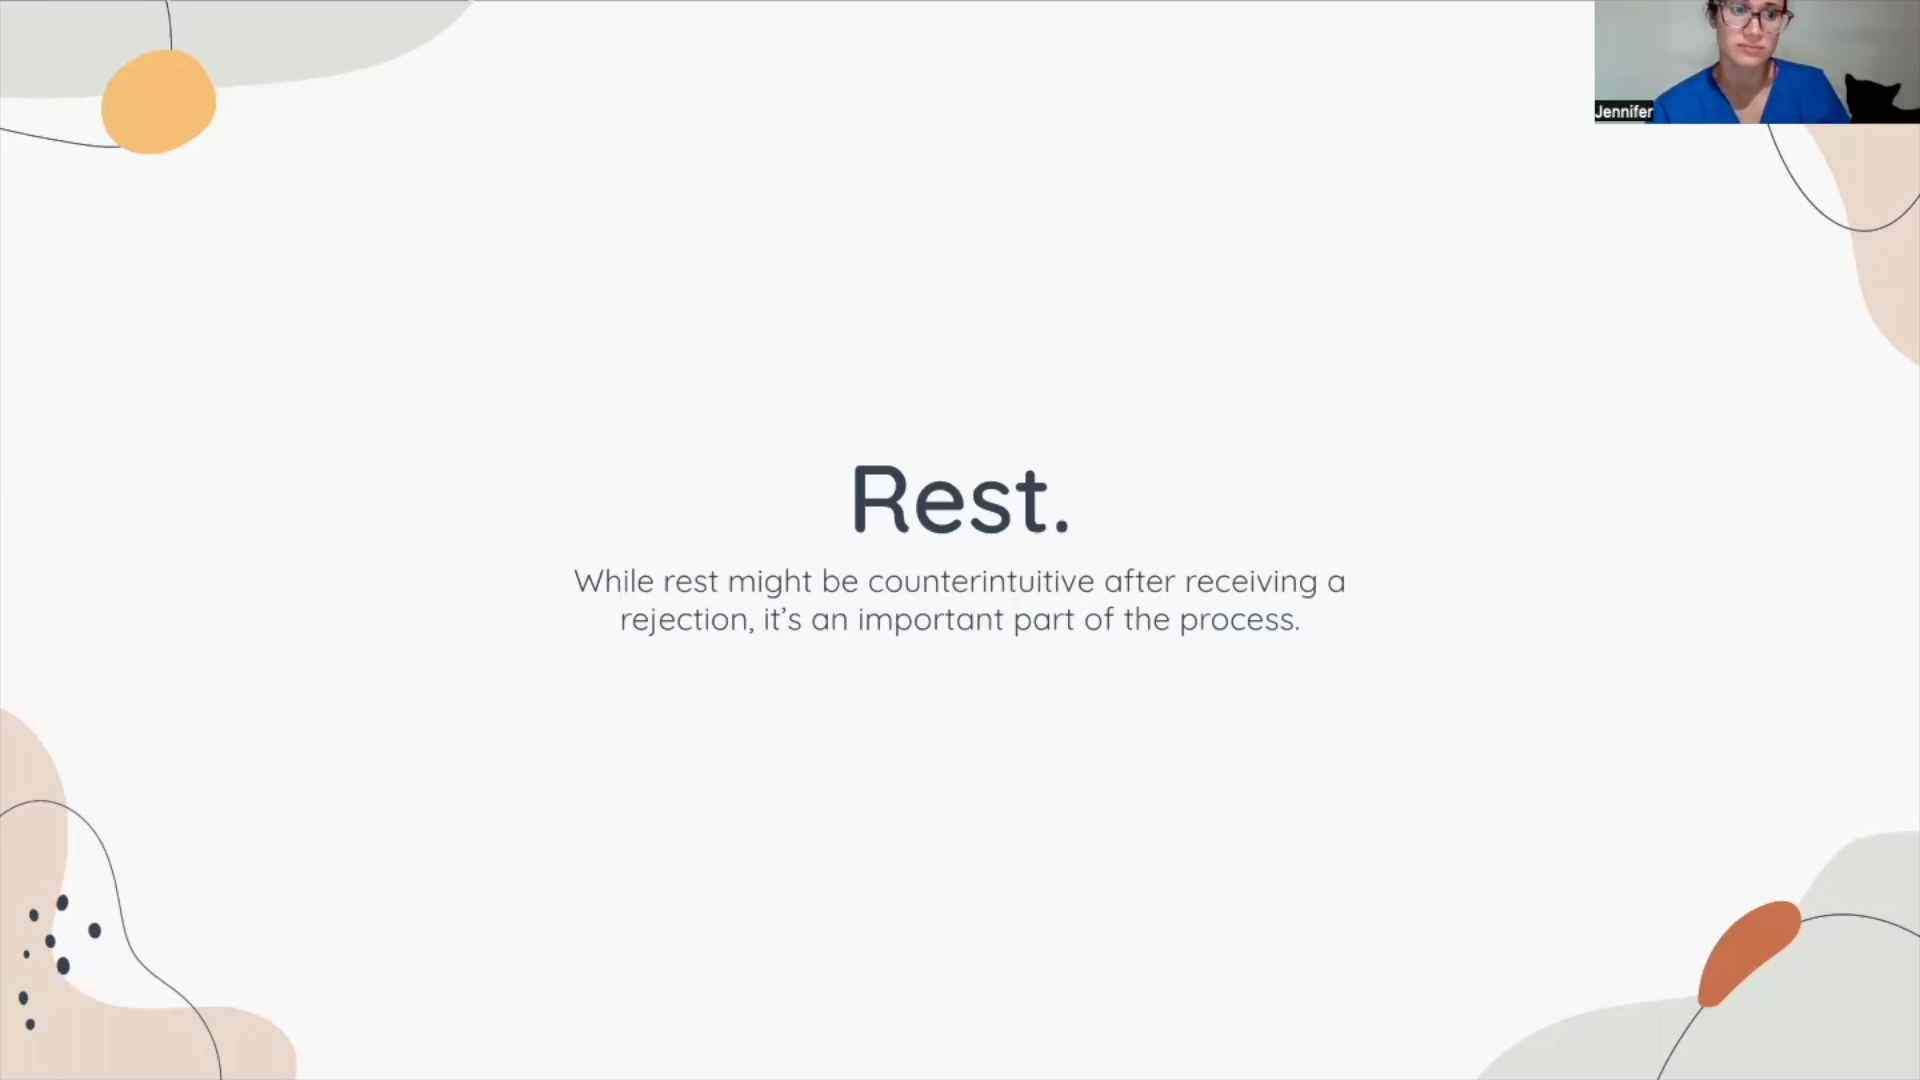 Jennifer
Rest.
While rest might be counterintuitive after receiving a
rejection, it’s an important part of the process.